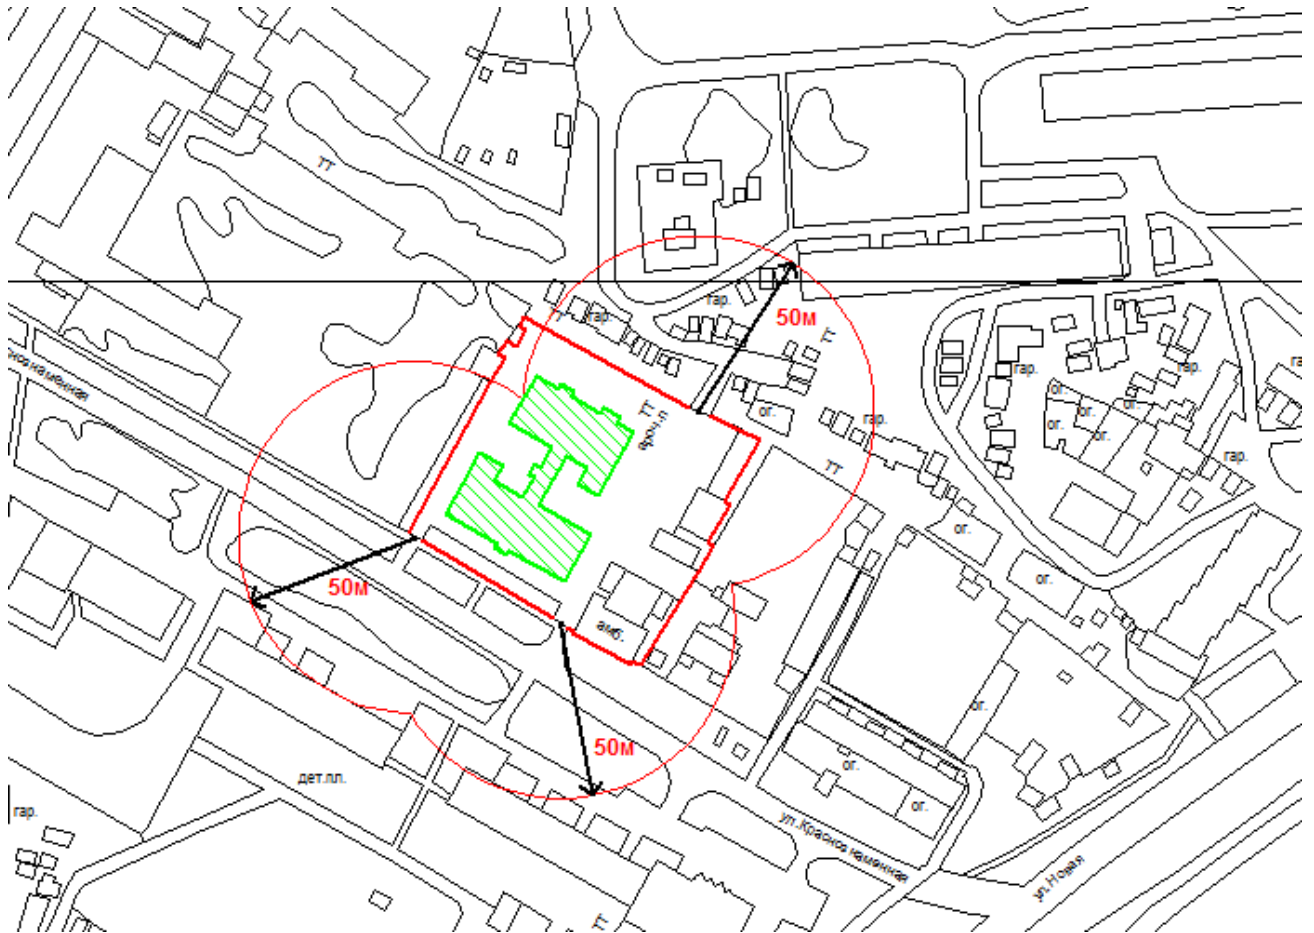 ТТ
гар.
гар.
50м
ТТ
гар.
гар.
га
ог.
ог.
ог.
ог.
ог.
гар.
ог.
ТТ
гар.
ТТ
ог.
ог.
50м
амб.
ог.
50м
ог.
ог.
дет.пл.
гар.
ул.Краснознаменная
ул.Новая
ТТ